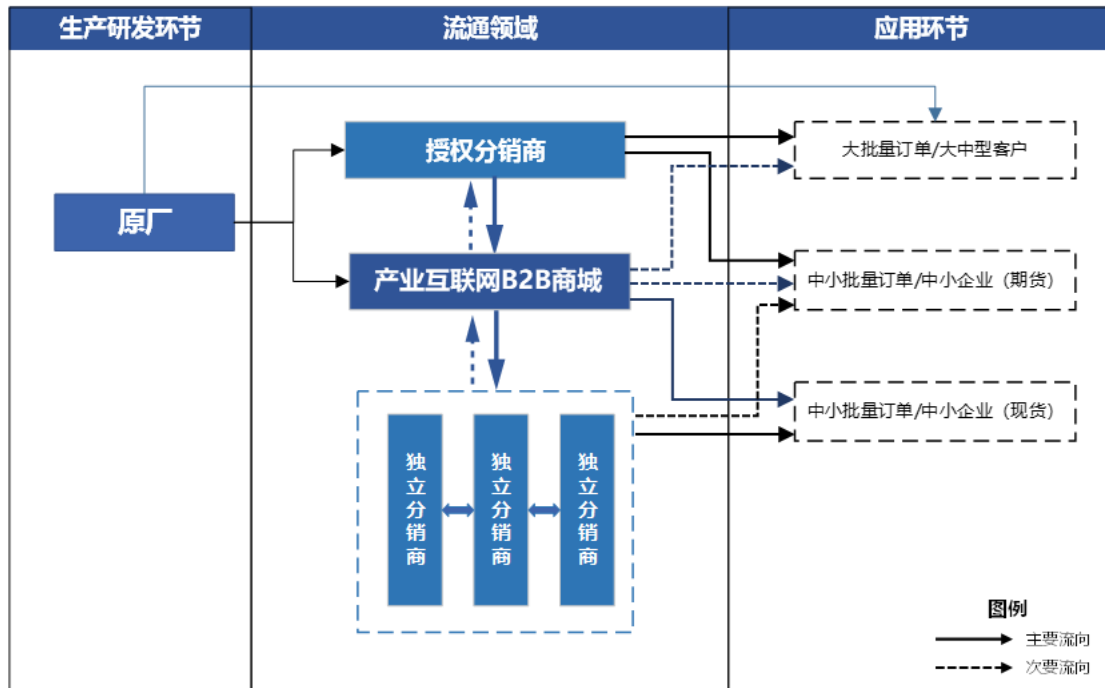 生产研发环节
流通领域
应用环节
授权分销商
大批量订单/大中型客户
原厂
产业互联网B2B商城
中小批量订单/中小企业（期货）
中小批量订单/中小企业（现货）
独立分销商
独立分销商
独立分销商
图例
主要流向
次要流向